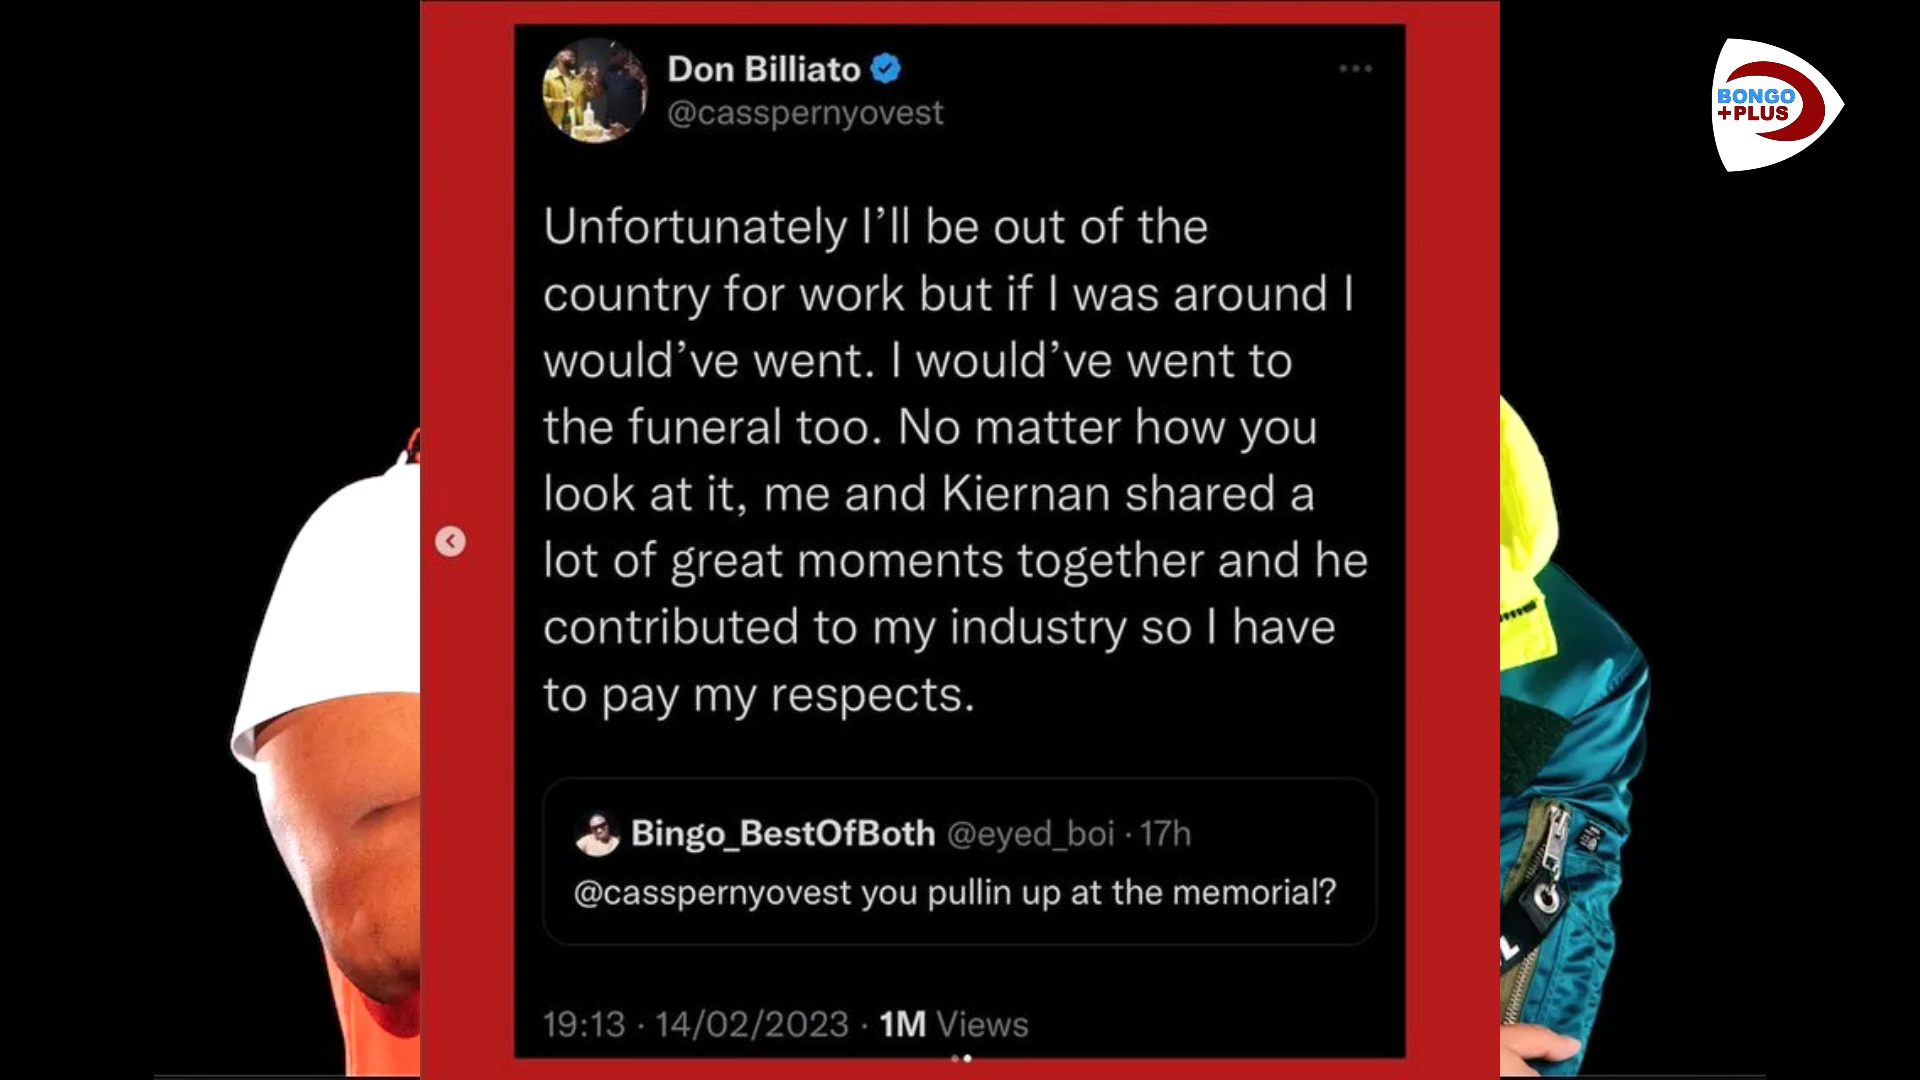 Don Billiato
@casspernyovest
BONGO
+PLUS
Unfortunately I’ll be out of the
country for work but if I was around I
would’ve went. I would’ve went to
the funeral too. No matter how you
look at it, me and Kiernan shared a
lot of great moments together and he
contributed to my industry so I have
to pay my respects.
Bingo_BestOfBoth @eyed_boi · 17h
@casspernyovest you pullin up at the memorial?
19:13 · 14/02/2023 · 1M Views